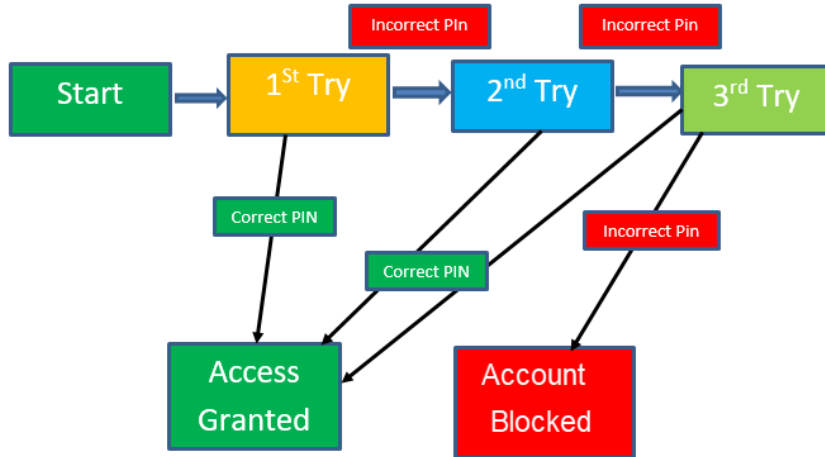 Incorrect PIn
Incorrect Pin
Start
1St Try
2nd Try
3rd Try
Correct PIN
Incorrect Pin
Correct PIN
Access
Granted
Account
Blocked